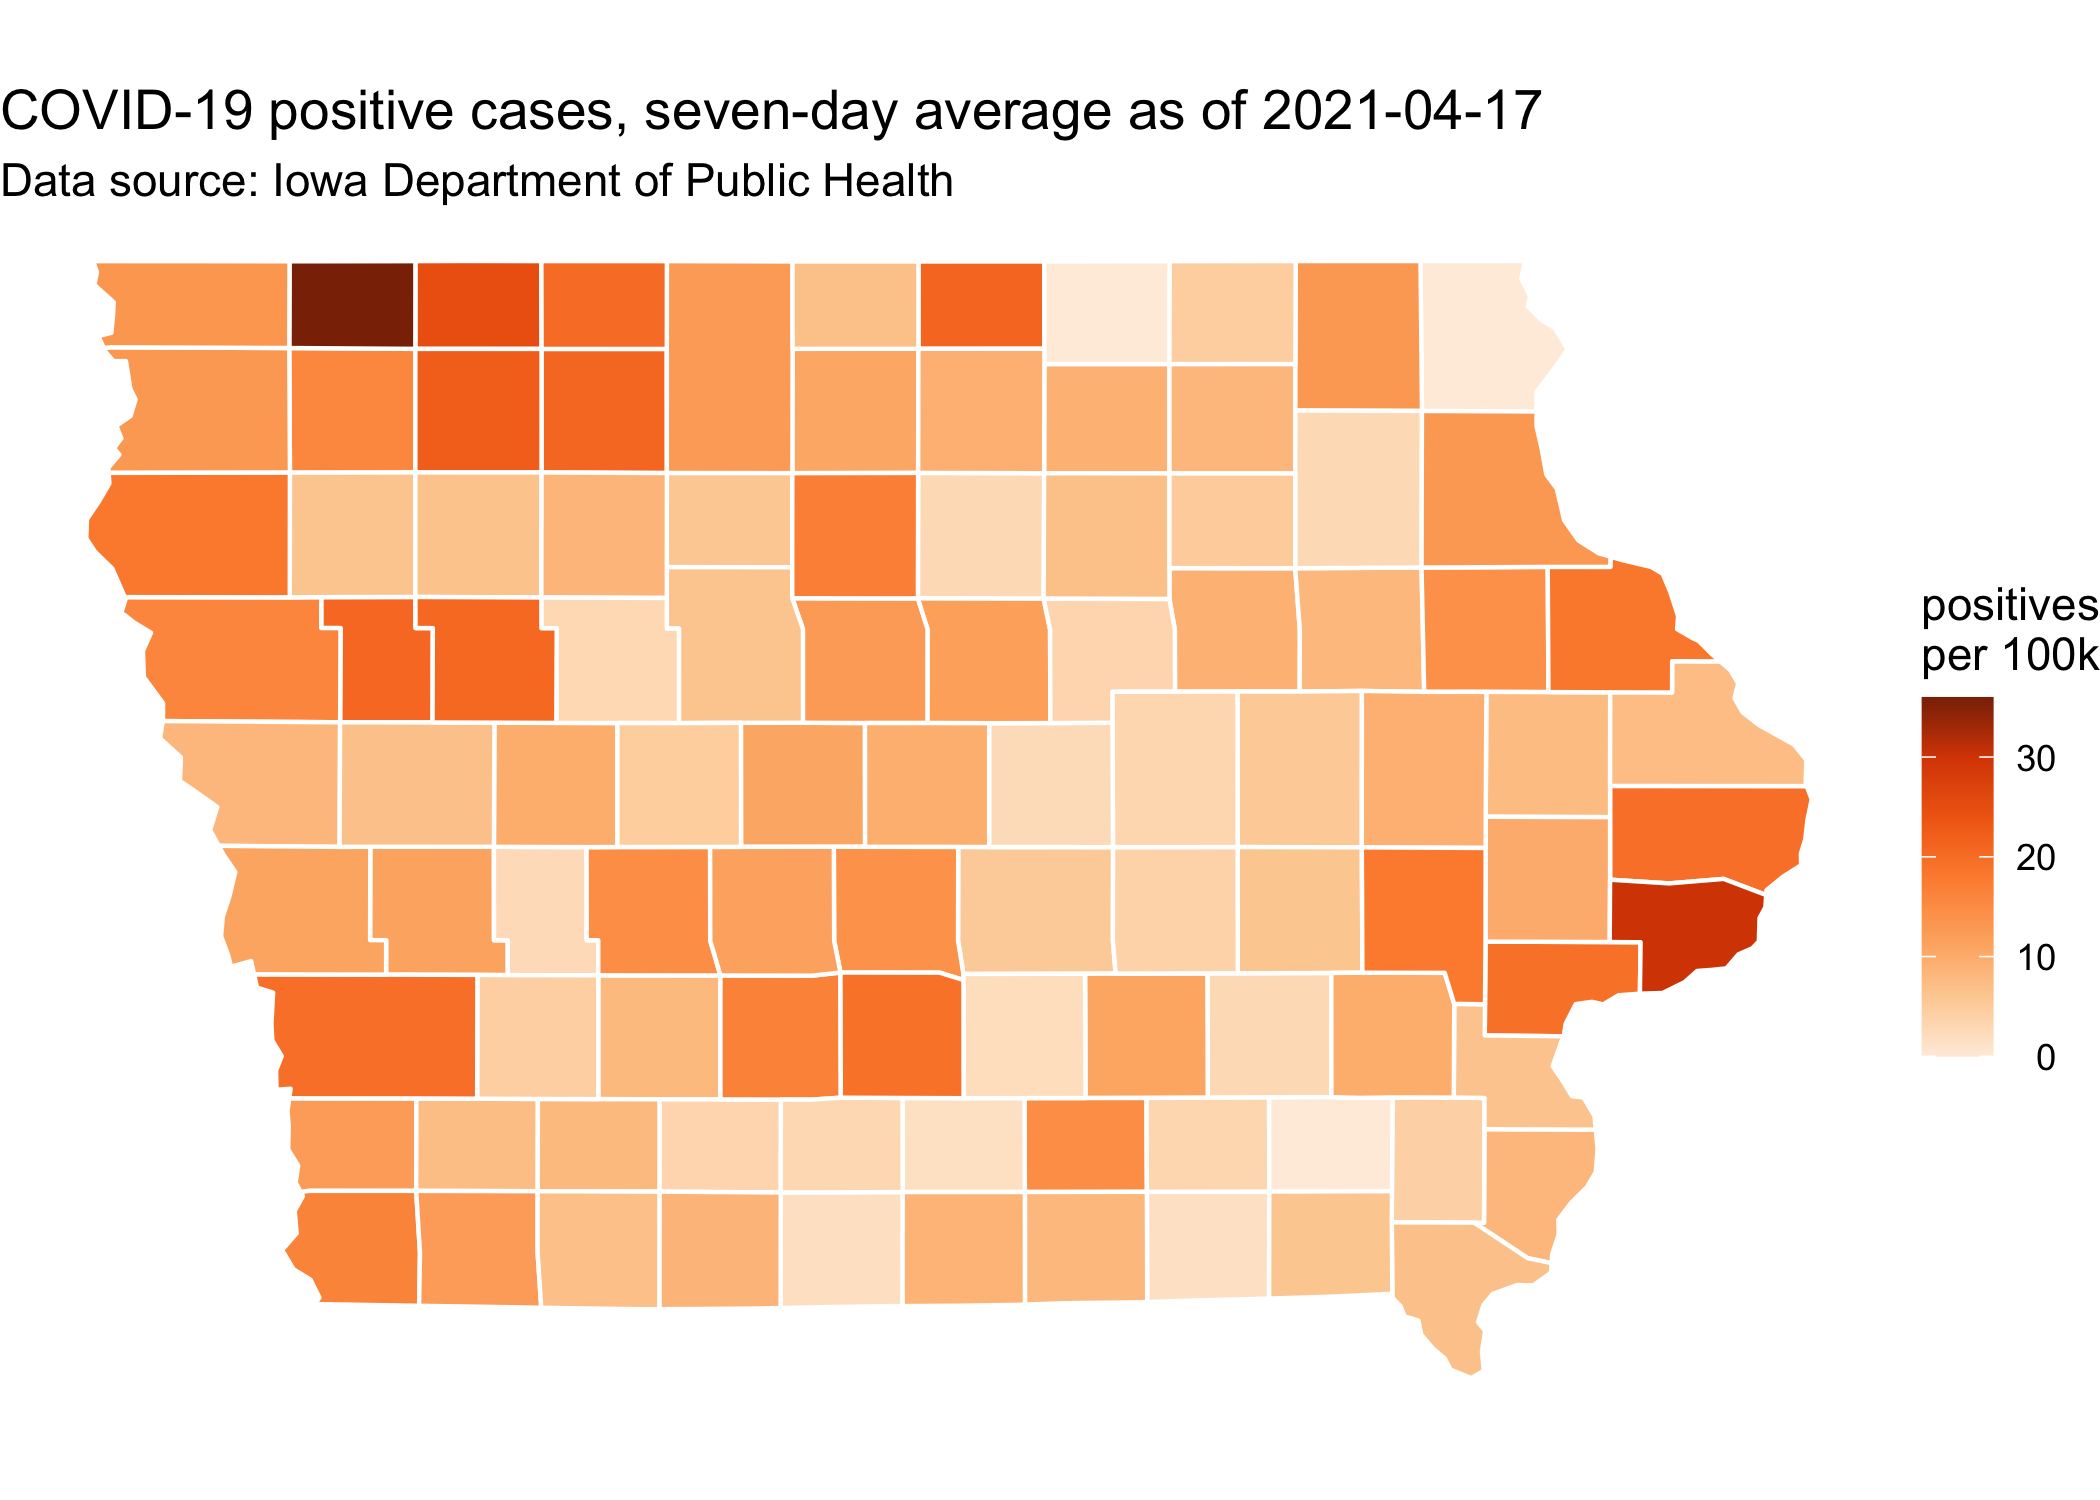 COVID-19 positive cases, seven-day average as of 2021-04-17
Data source: Iowa Department of Public Health
positives
per 100k
30
20
10
0